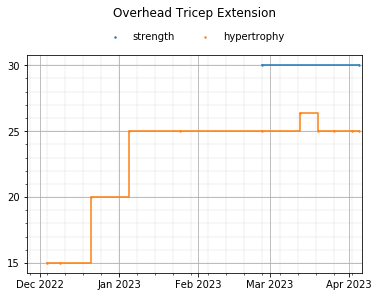 Overhead Tricep Extension
strength hypertrophy
30
25
20
15
Dec 2022 Jan 2023 Feb 2023 Mar 2023 Apr 2023